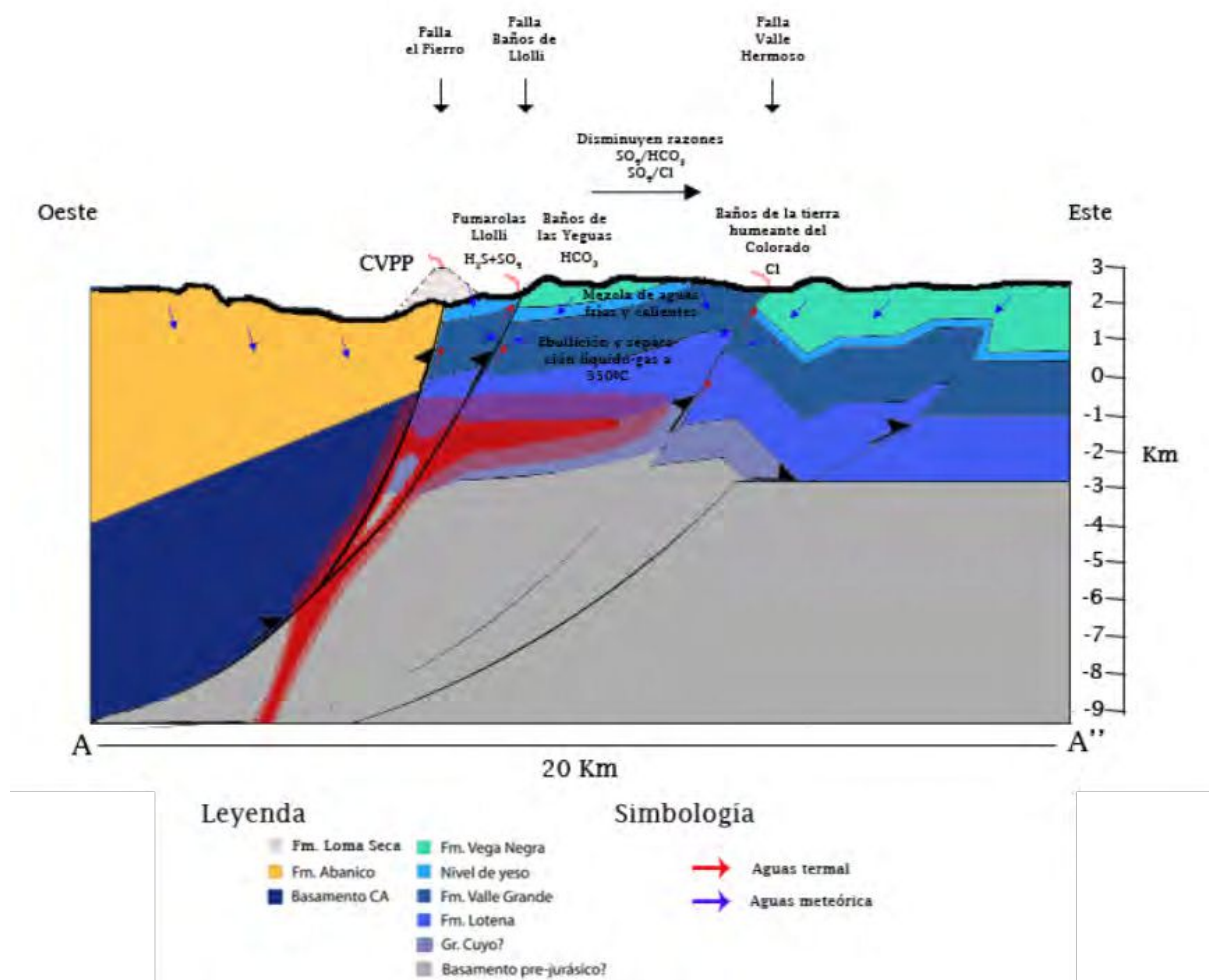 Falla
el Fierro
Falla
Baños de
Llolli
Falla
Valle
Hermoso
Disminuyen razones
SO₄/HCO₃
SO₄/Cl
Oeste
Este
Fumarolas
Llolli
H₂S+SO₄
Baños de
las Yeguas
HCO₃
Baños de la tierra
humeante del
Colorado
Cl
CVPP
Mezcla de aguas
frías y calientes
Ebullición y separa-
ción líquido-gas a
350ºC
3
2
1
0
-1
-2
-3
-4
-5
-6
-7
-8
-9
Km
A
A''
20 Km
Leyenda
Simbología
Fm. Loma Seca
Fm. Abanico
Basamento CA
Fm. Vega Negra
Nivel de yeso
Fm. Valle Grande
Fm. Lotena
Gr. Cuyo?
Basamento pre-jurásico?
Aguas termal
Aguas meteórica